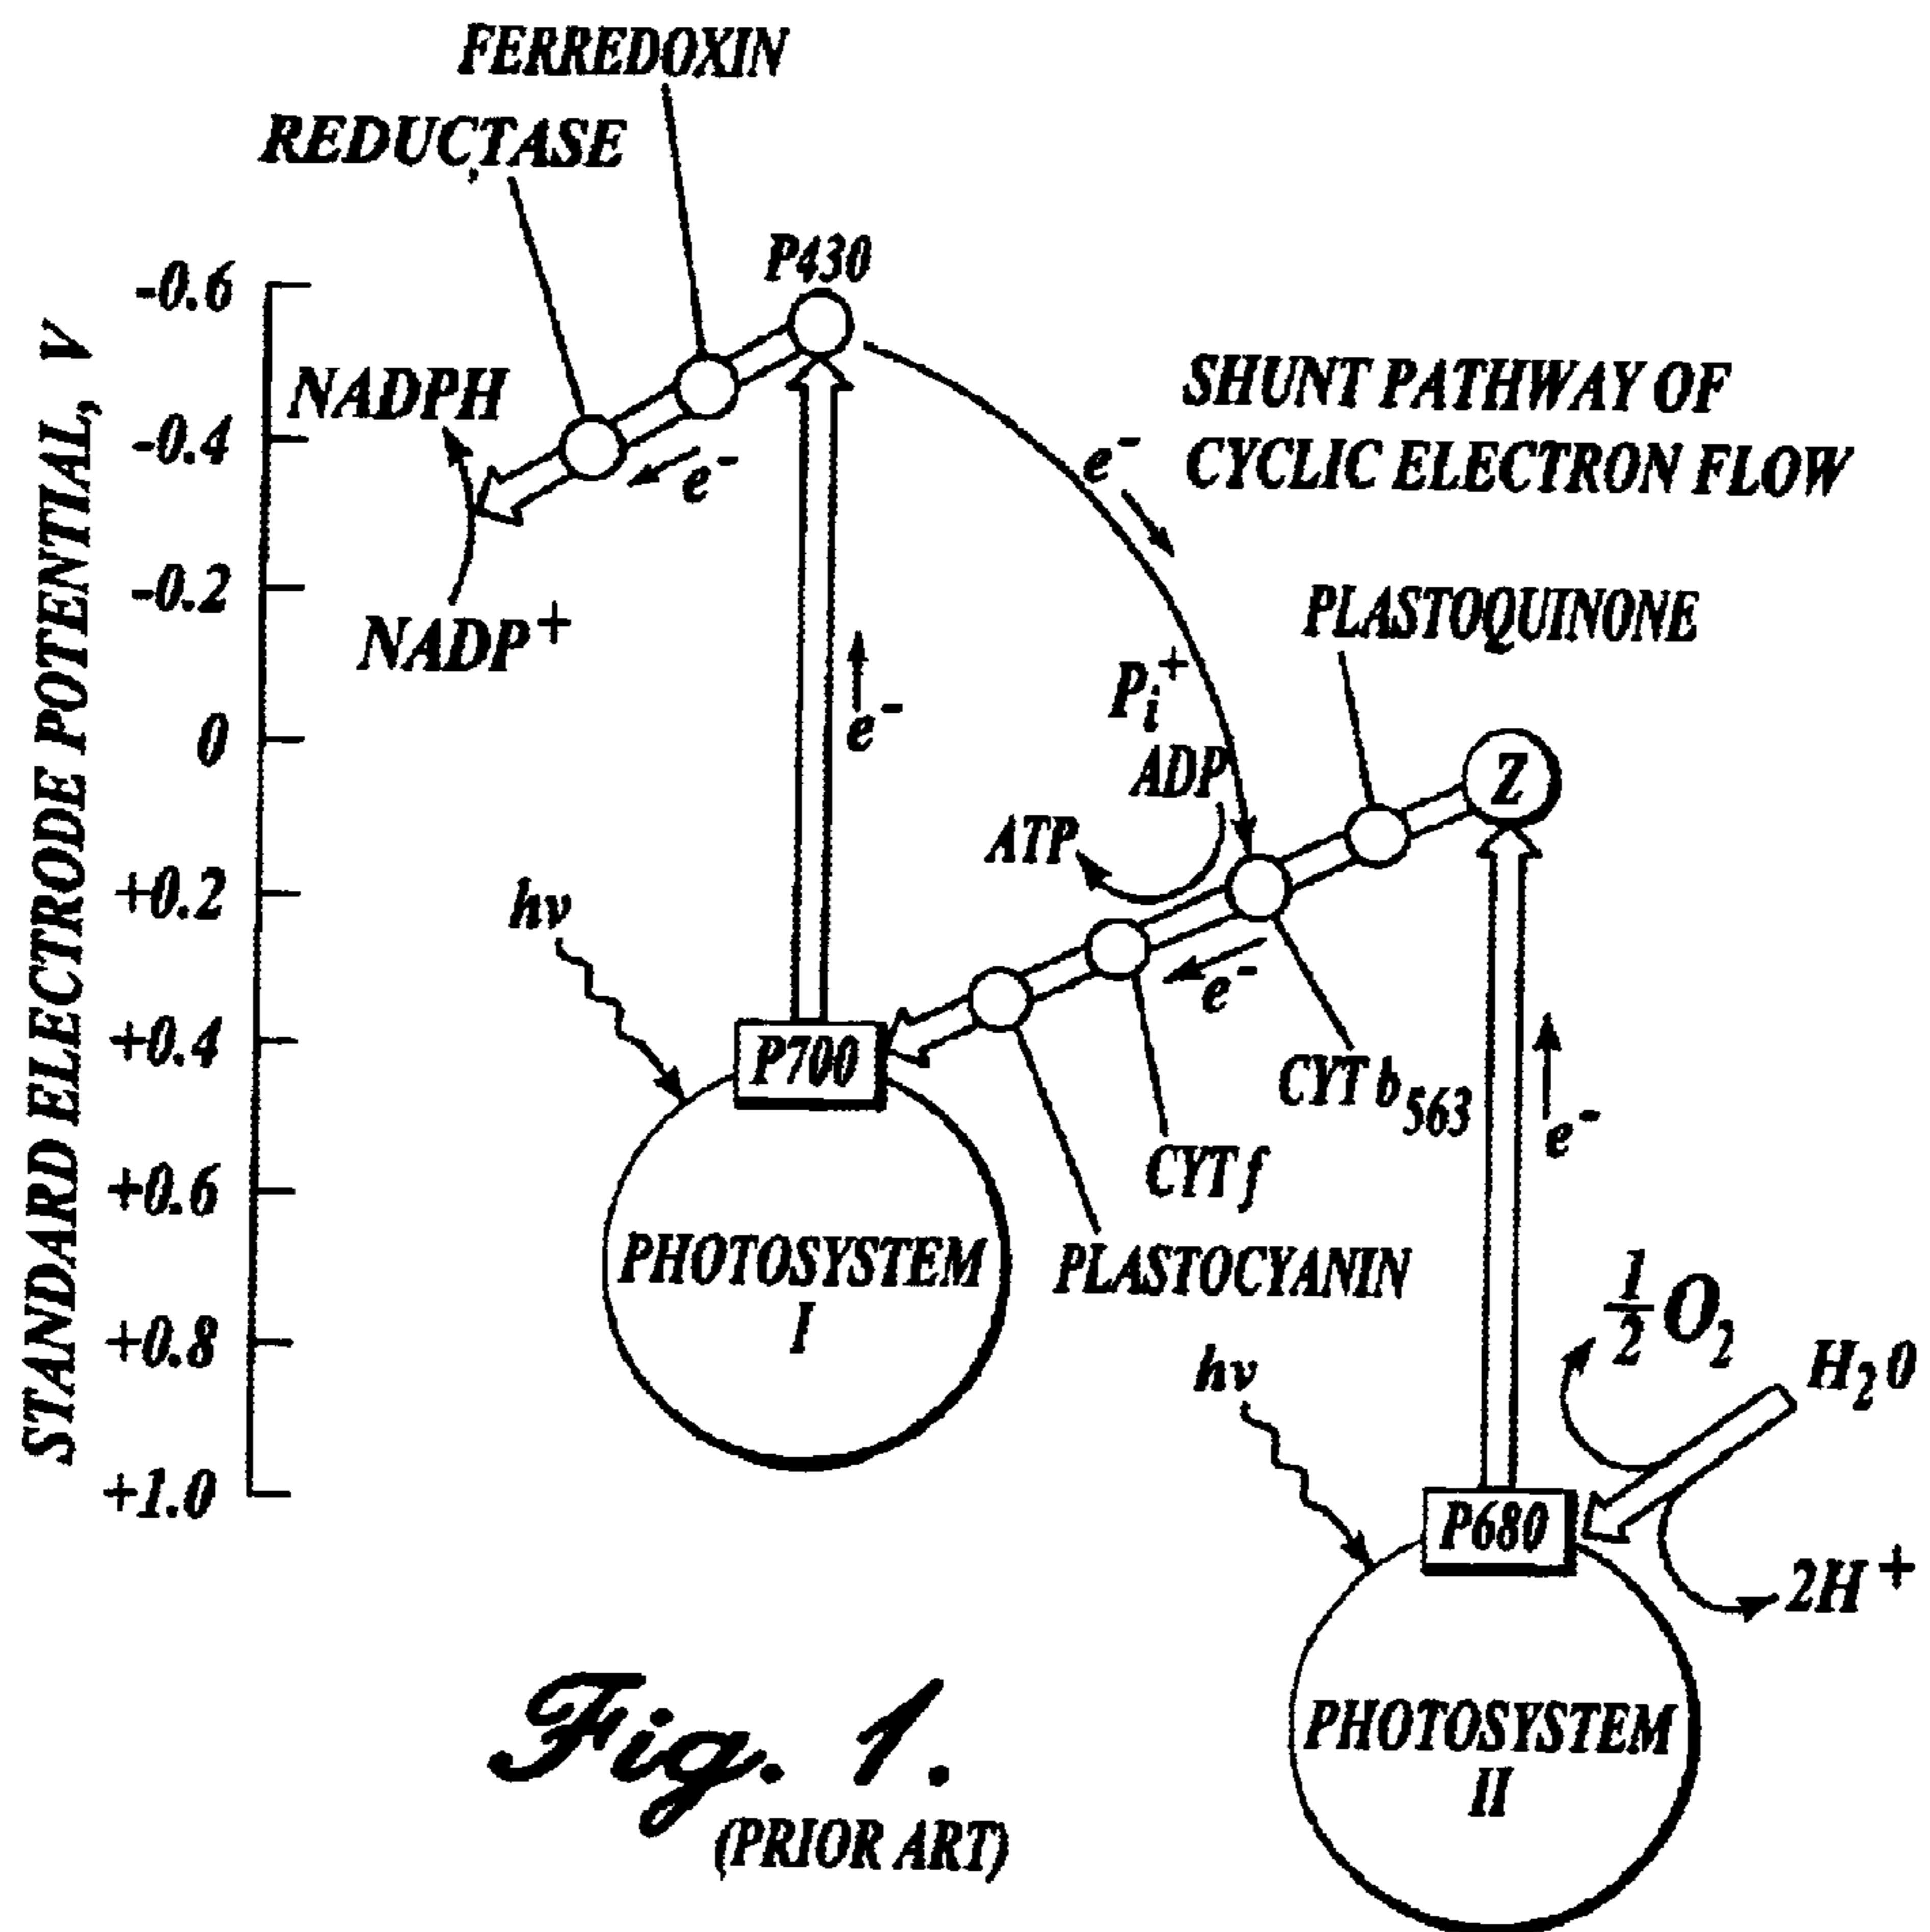 FERREDOXIN
REDUCTASE
P430
-0.6
NADPH
SHUNT PATHWAY OF
CYCLIC ELECTRON FLOW
-0.4
e-
e-
-0.2
PLASTOQUINONE
NADP+
STANDARD ELECTRODE POTENTIAL, V
Pi+
e-
0
ADP
Z
ATP
+0.2
hν
e-
+0.4
P700
CYT b563
e-
CYT f
+0.6
PHOTOSYSTEM
I
PLASTOCYANIN
1/2 O2
+0.8
H2O
hν
+1.0
P680
2H+
PHOTOSYSTEM
II
Fig. 1.
(PRIOR ART)